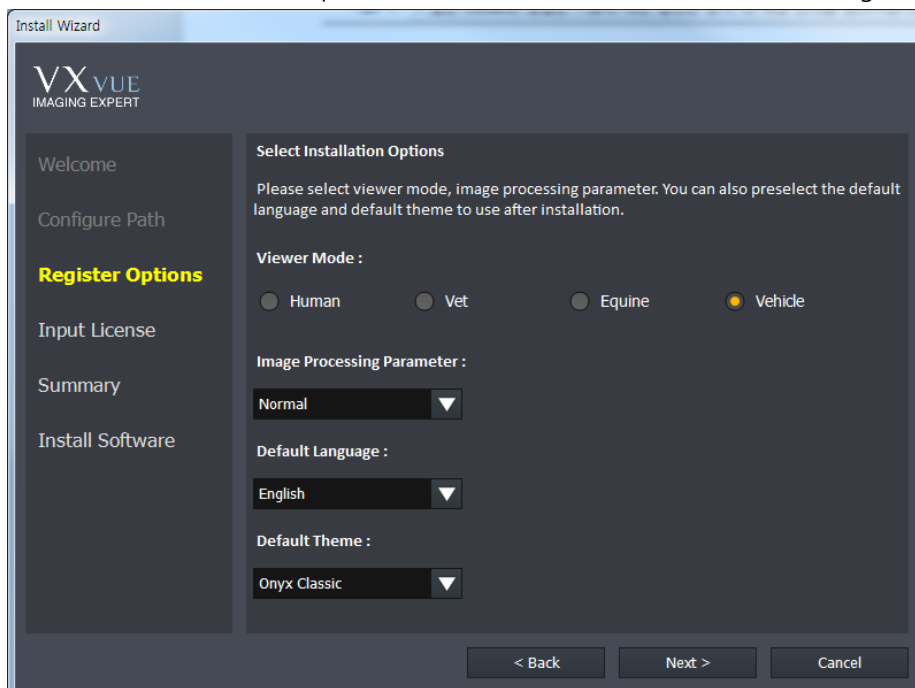 Install Wizard
VXVUE
IMAGING EXPERT
Welcome
Configure Path
Register Options
Input License
Summary
Install Software
Select Installation Options
Please select viewer mode, image processing parameter. You can also preselect the default
language and default theme to use after installation.
Viewer Mode :
Human Vet Equine Vehicle
Image Processing Parameter :
Normal
Default Language :
English
Default Theme :
Onyx Classic
< Back Next > Cancel